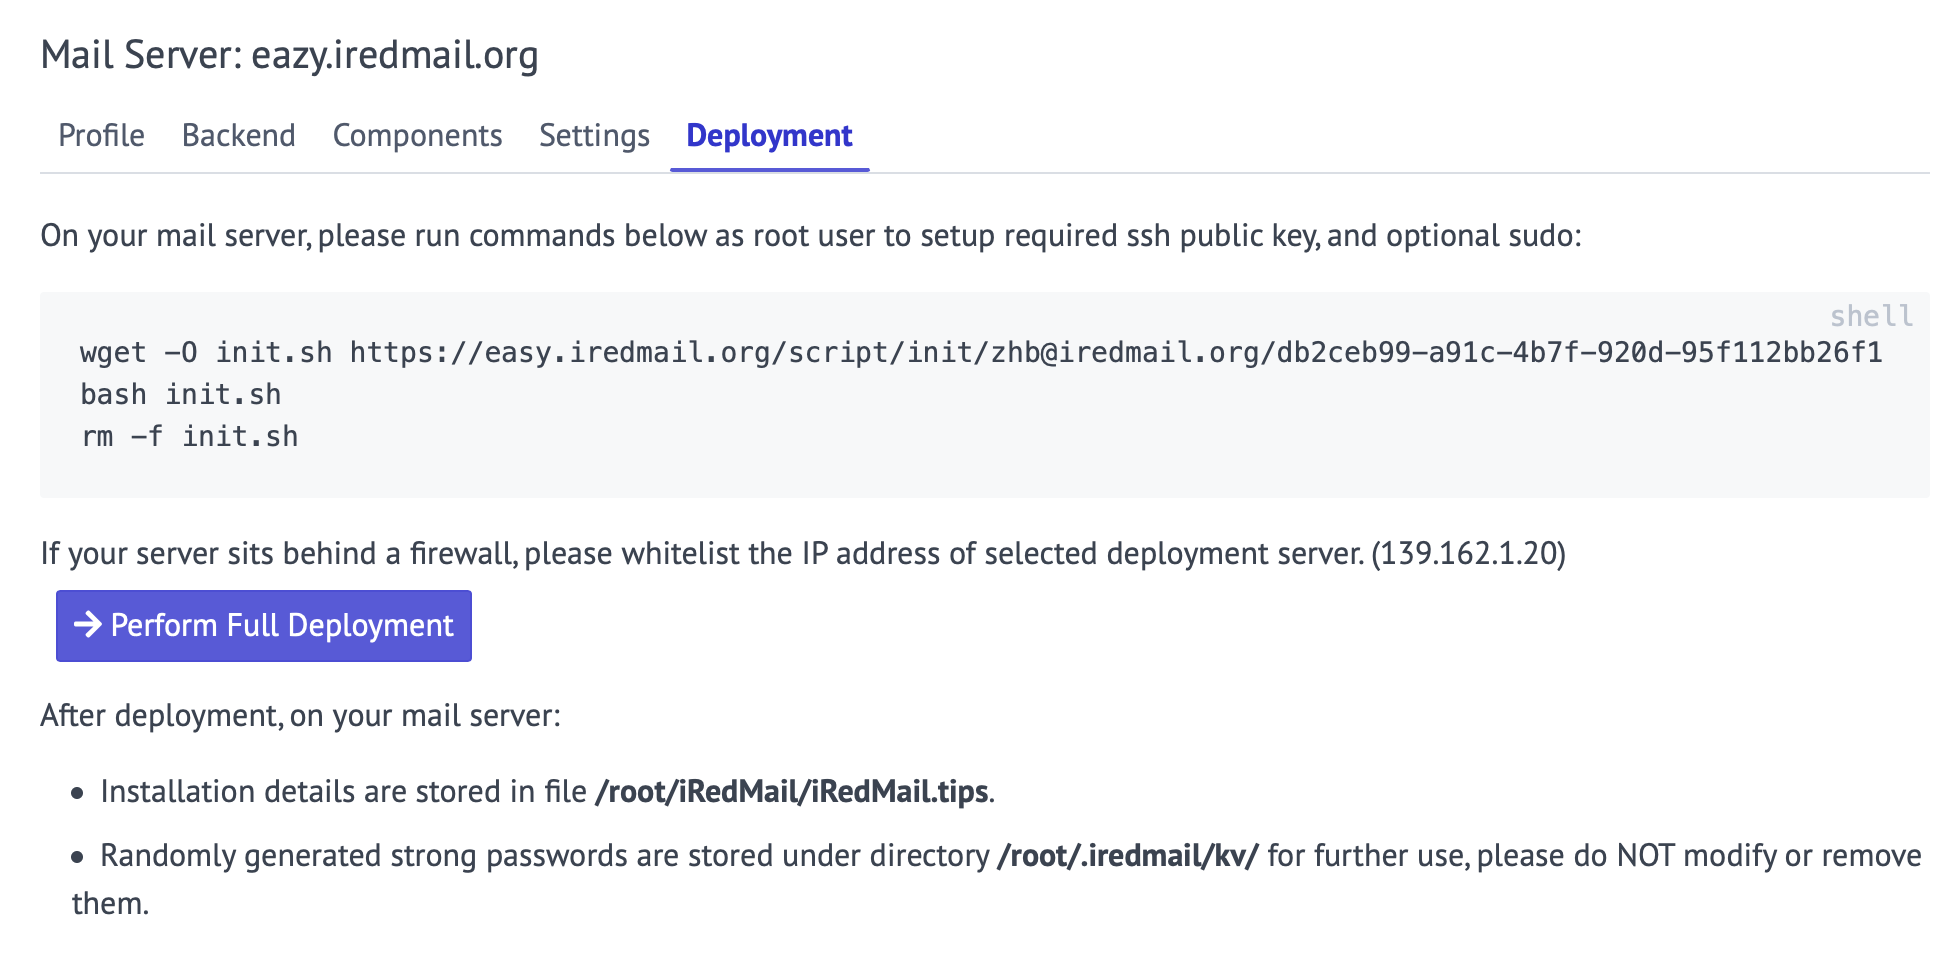 Mail Server: eazy.iredmail.org
Profile Backend Components Settings Deployment
On your mail server, please run commands below as root user to setup required ssh public key, and optional sudo:
shell
wget -O init.sh https://easy.iredmail.org/script/init/zhb@iredmail.org/db2ceb99-a91c-4b7f-920d-95f112bb26f1
bash init.sh
rm -f init.sh
If your server sits behind a firewall, please whitelist the IP address of selected deployment server. (139.162.1.20)
→ Perform Full Deployment
After deployment, on your mail server:
• Installation details are stored in file /root/iRedMail/iRedMail.tips.
• Randomly generated strong passwords are stored under directory /root/.iredmail/kv/ for further use, please do NOT modify or remove
them.